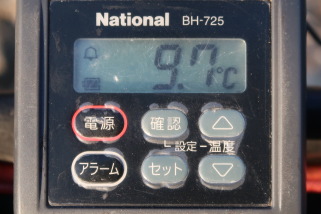 National BH-725
9.7℃
電源 確認 △
└設定－温度
アラーム セット ▽